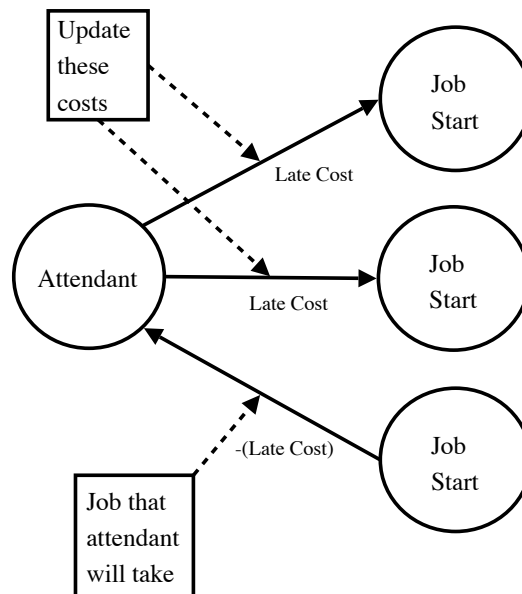 Update
these
costs
Job
Start
Late Cost
Attendant
Job
Start
Late Cost
-(Late Cost)
Job
Start
Job that
attendant
will take